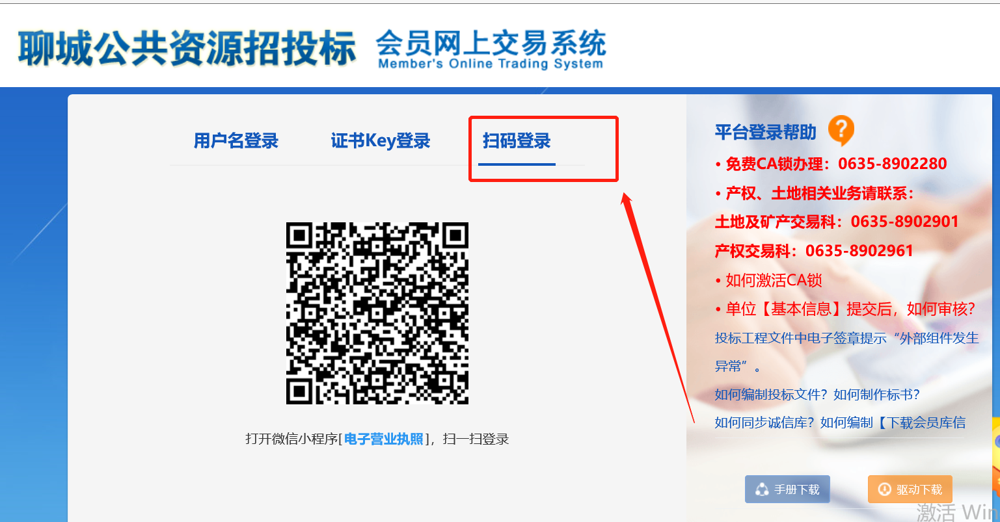 聊城公共资源招投标 会员网上交易系统
Member's Online Trading System
用户名登录 证书Key登录 扫码登录
打开微信小程序[电子营业执照]，扫一扫登录
平台登录帮助 ?
• 免费CA锁办理：0635-8902280
• 产权、土地相关业务请联系：
土地及矿产交易科：0635-8902901
产权交易科：0635-8902961
• 如何激活CA锁
• 单位【基本信息】提交后，如何审核？
投标工程文件中电子签章提示“外部组件发生
异常”。
如何编制投标文件？如何制作标书？
如何同步诚信库？如何编制【下载会员库信
手册下载 驱动下载
激活 Win